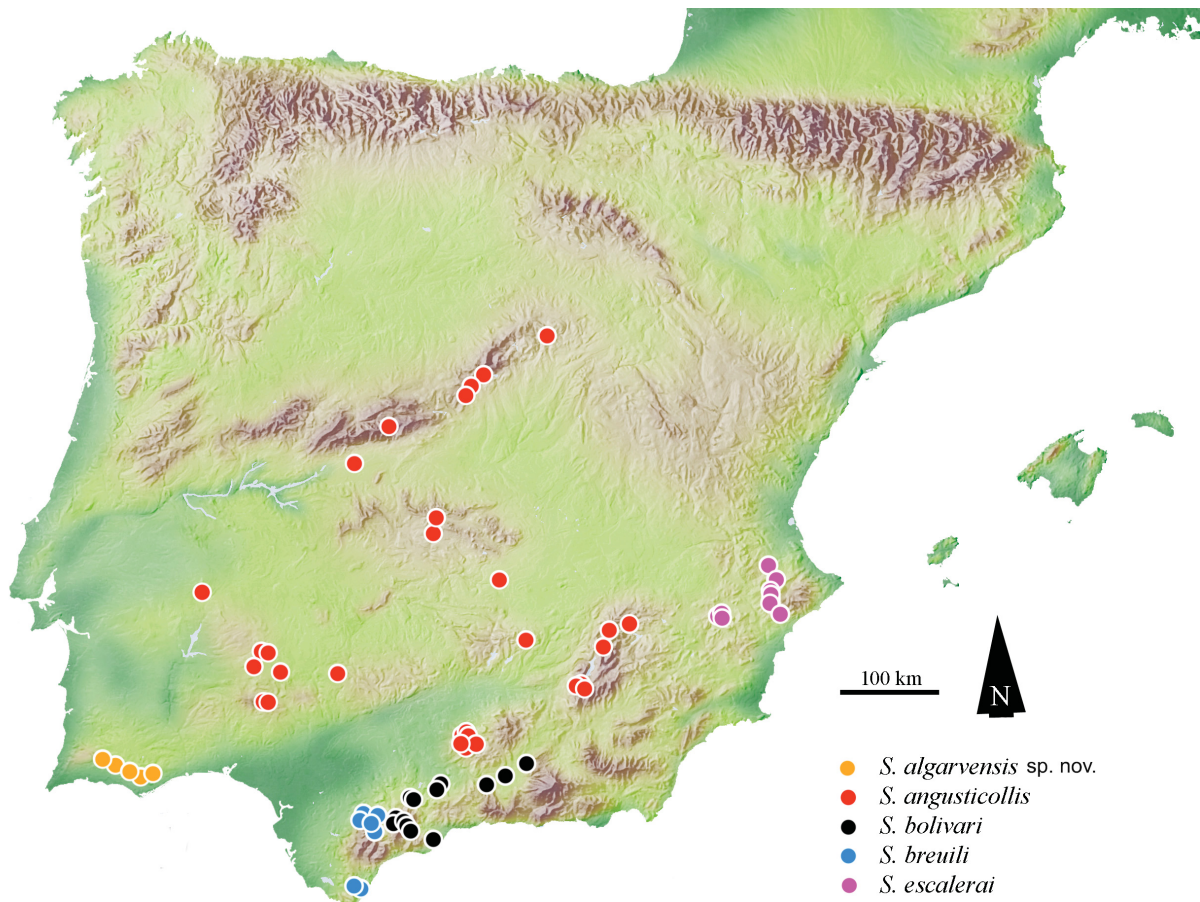 100 km
N
S. algarvensis sp. nov.
S. angusticollis
S. bolivari
S. breuili
S. escalerai